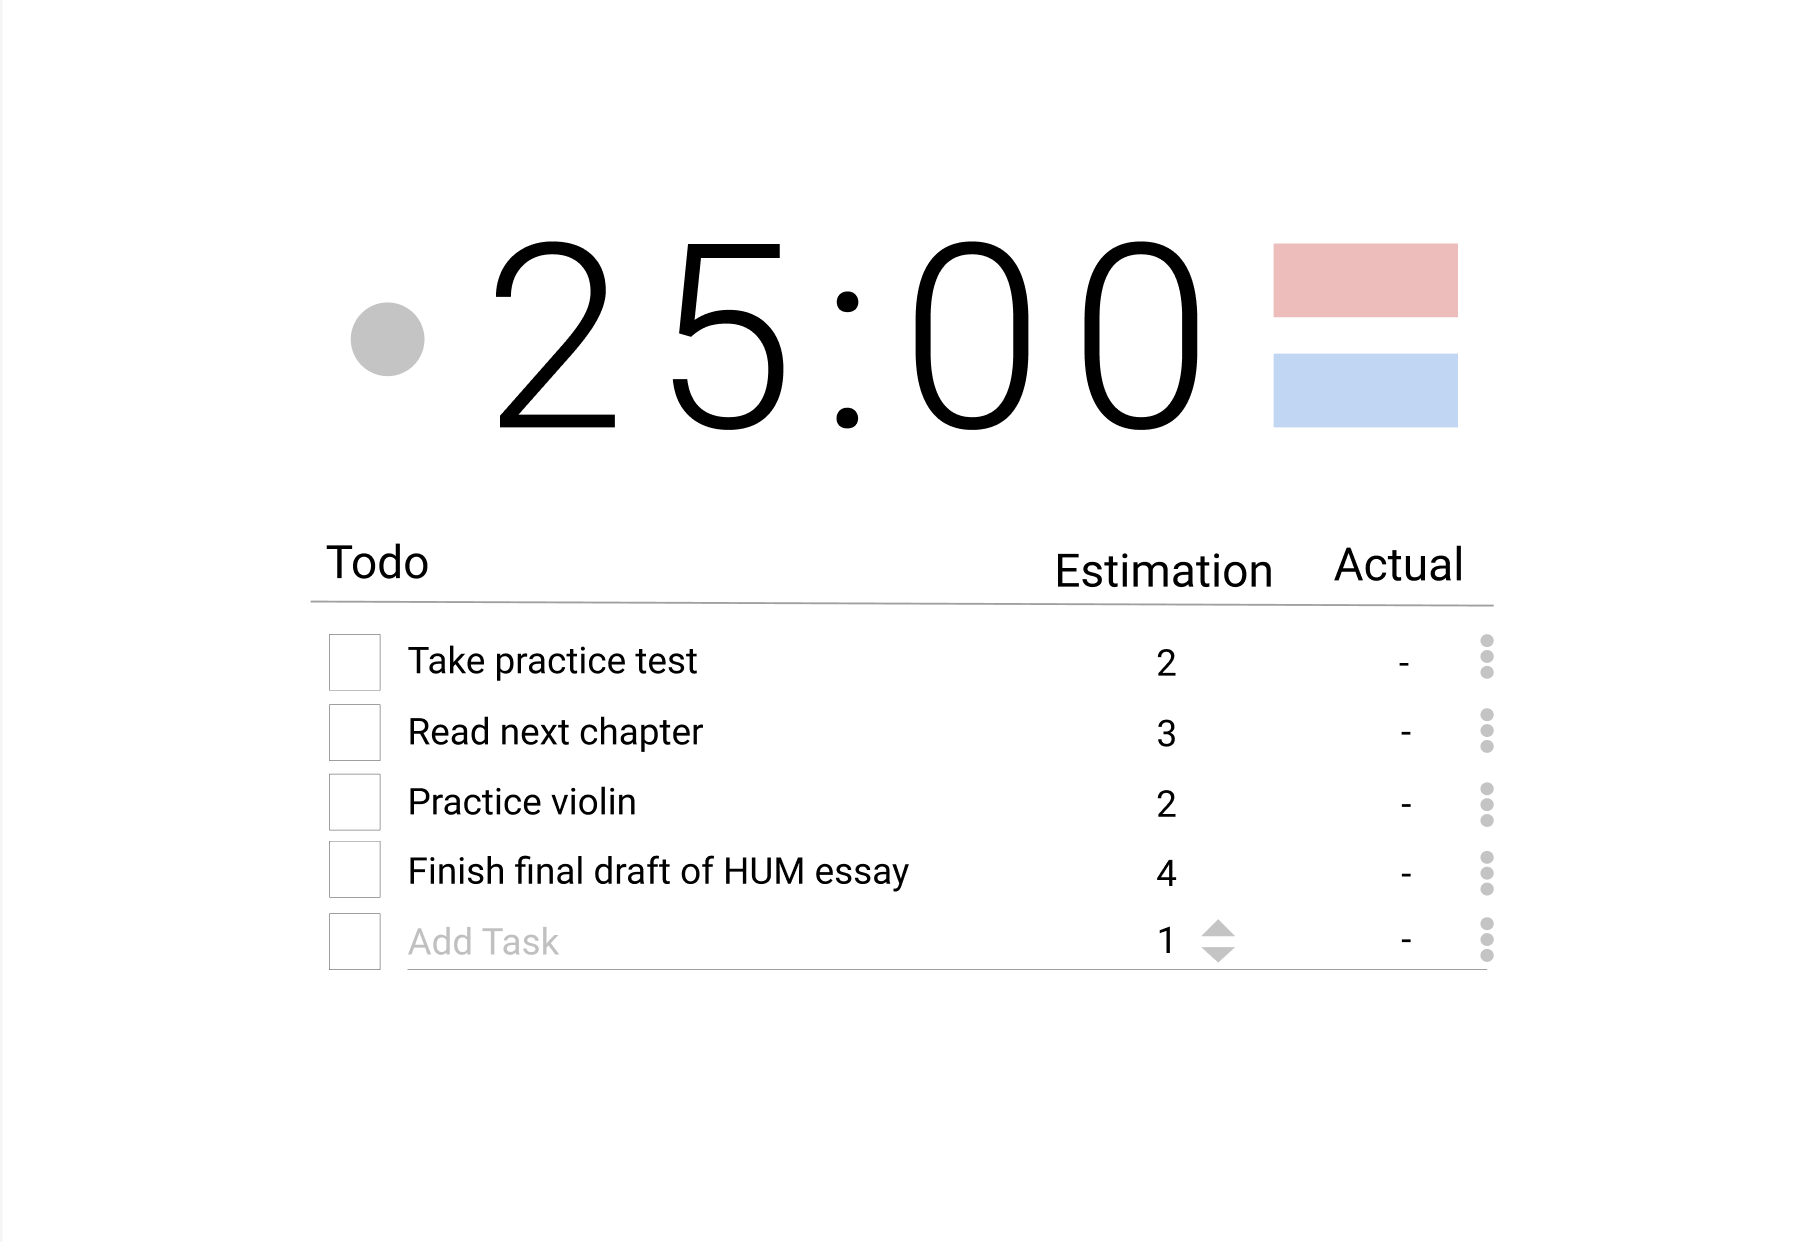 25:00
Todo Estimation Actual
Take practice test 2 -
Read next chapter 3 -
Practice violin 2 -
Finish final draft of HUM essay 4 -
Add Task 1 -